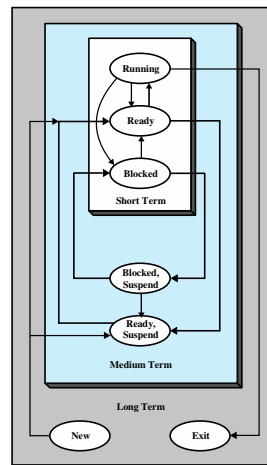 Running
Ready
Blocked
Short Term
Blocked,
Suspend
Ready,
Suspend
Medium Term
Long Term
New
Exit